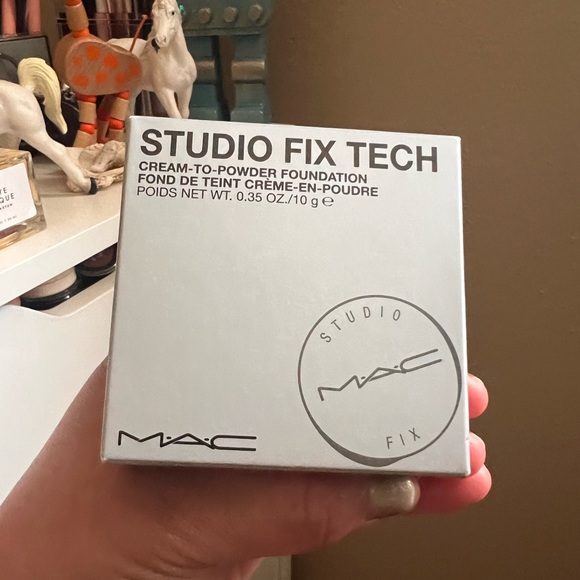 STUDIO FIX TECH
CREAM-TO-POWDER FOUNDATION
FOND DE TEINT CRÈME-EN-POUDRE
POIDS NET WT. 0.35 OZ./10 g ℮
STUDIO
M·A·C
FIX
M·A·C